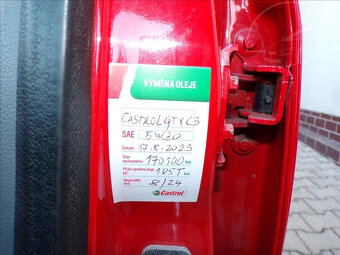 VÝMĚNA OLEJE
CASTROL GTX C3
SAE 5W30
Datum: 17.8.2023
Stav tachometru: 170100 km
Příští výměna oleje při: 185T km
Nejpozději dne: 8/24
Castrol